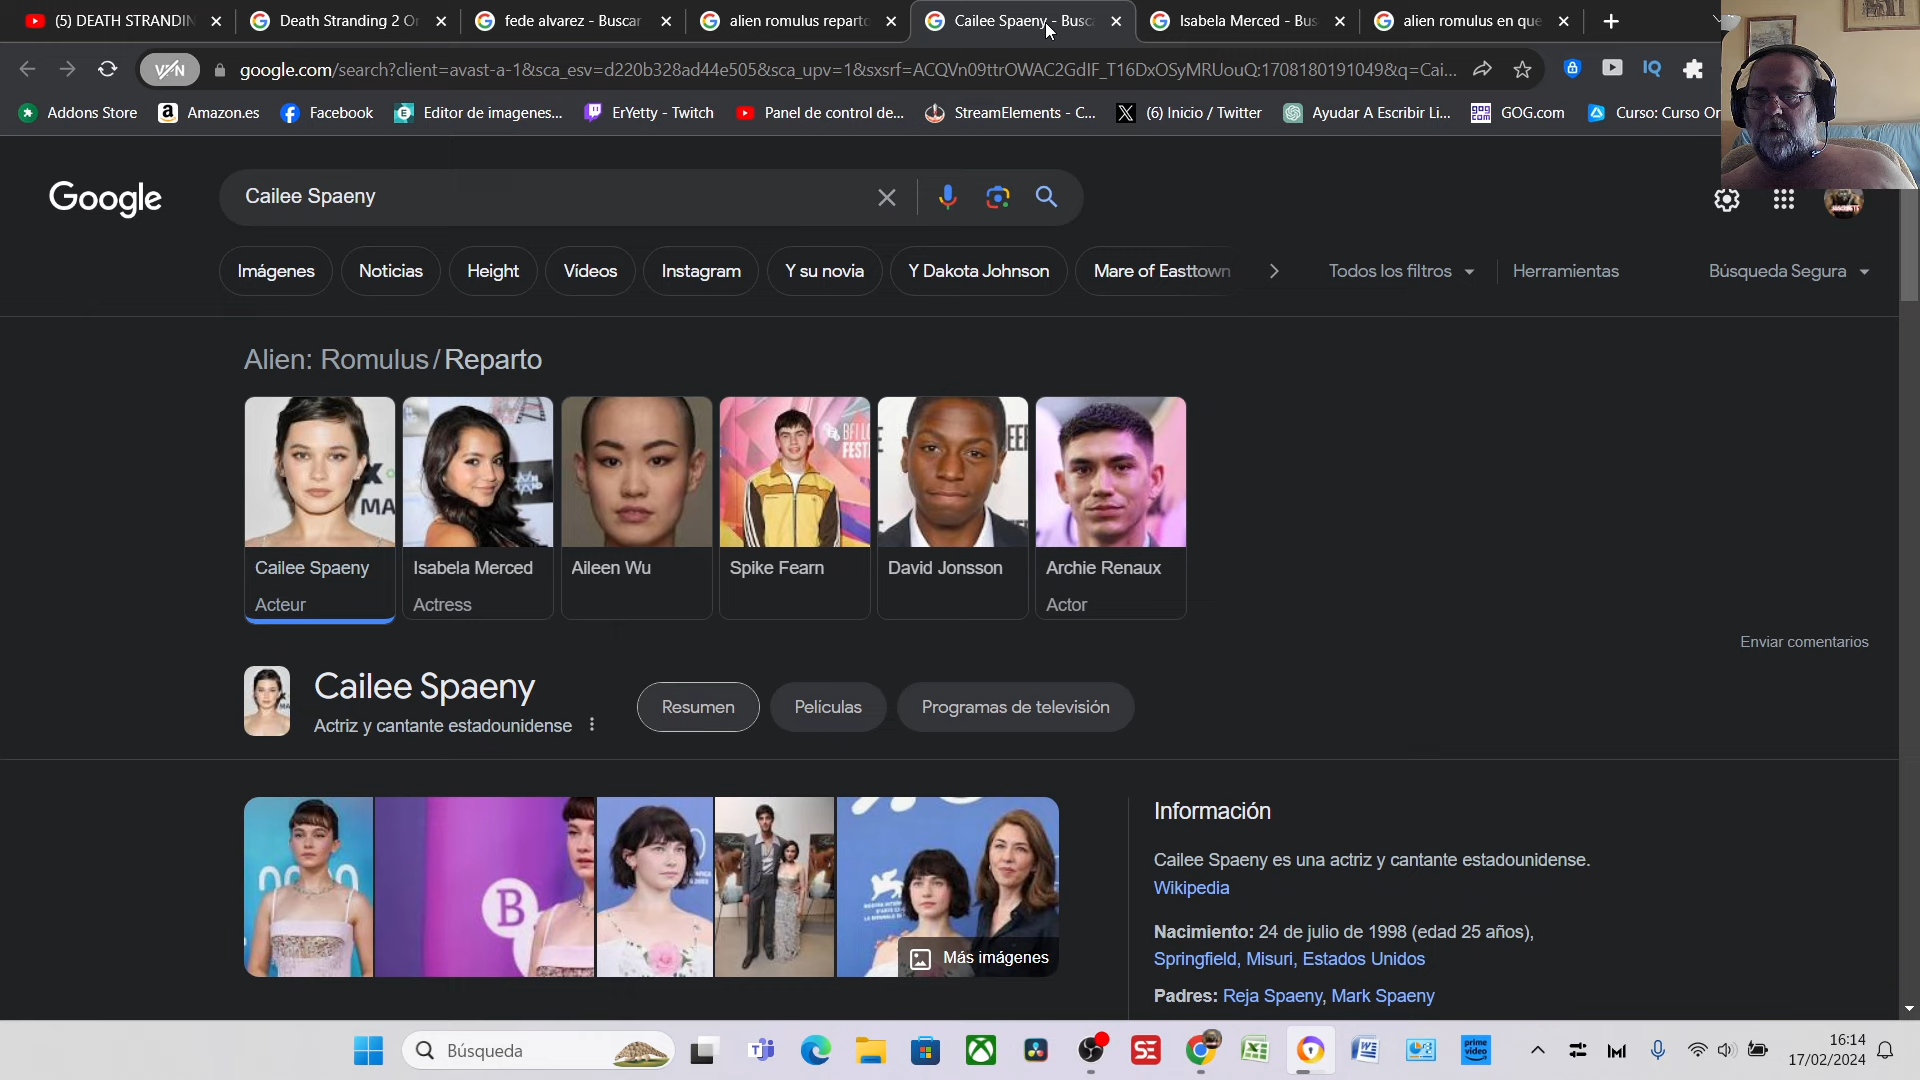 (5) DEATH STRANDIN
Death Stranding 2 O
fede alvarez - Buscar
alien romulus reparto
Cailee Spaeny - Busc
Isabela Merced - Bus
alien romulus en que
VPN
google.com/search?client=avast-a-1&sca_esv=d220b328ad44e505&sca_upv=1&sxsrf=ACQVn09ttrOWAC2GdIF_T16DxOSyMRUouQ:1708180191049&q=Cai...
IQ
Addons Store
Amazon.es
Facebook
Editor de imagenes...
ErYetty - Twitch
Panel de control de...
StreamElements - C...
(6) Inicio / Twitter
Ayudar A Escribir Li...
GOG.com
Curso: Curso Or
Google
Cailee Spaeny
Imágenes
Noticias
Height
Vídeos
Instagram
Y su novia
Y Dakota Johnson
Mare of Easttown
Todos los filtros
Herramientas
Búsqueda Segura
Alien: Romulus / Reparto
Cailee Spaeny
Acteur
Isabela Merced
Actress
Aileen Wu
Spike Fearn
David Jonsson
Archie Renaux
Actor
Enviar comentarios
Cailee Spaeny
Actriz y cantante estadounidense
Resumen
Películas
Programas de televisión
Más imágenes
Información
Cailee Spaeny es una actriz y cantante estadounidense.
Wikipedia
Nacimiento: 24 de julio de 1998 (edad 25 años),
Springfield, Misuri, Estados Unidos
Padres: Reja Spaeny, Mark Spaeny
Búsqueda
16:14
17/02/2024